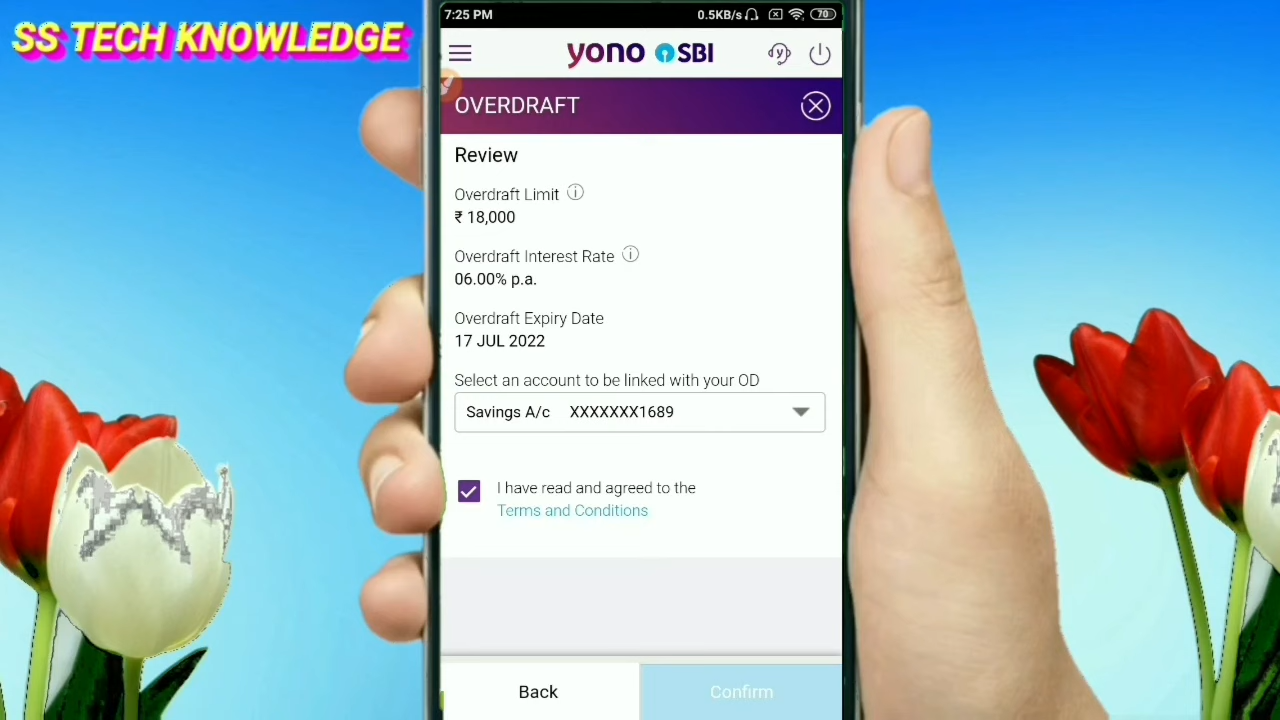 SS TECH KNOWLEDGE
7:25 PM
0.5KB/s
70
yono SBI
OVERDRAFT
Review
Overdraft Limit
₹ 18,000
Overdraft Interest Rate
06.00% p.a.
Overdraft Expiry Date
17 JUL 2022
Select an account to be linked with your OD
Savings A/c XXXXXXX1689
I have read and agreed to the
Terms and Conditions
Back
Confirm